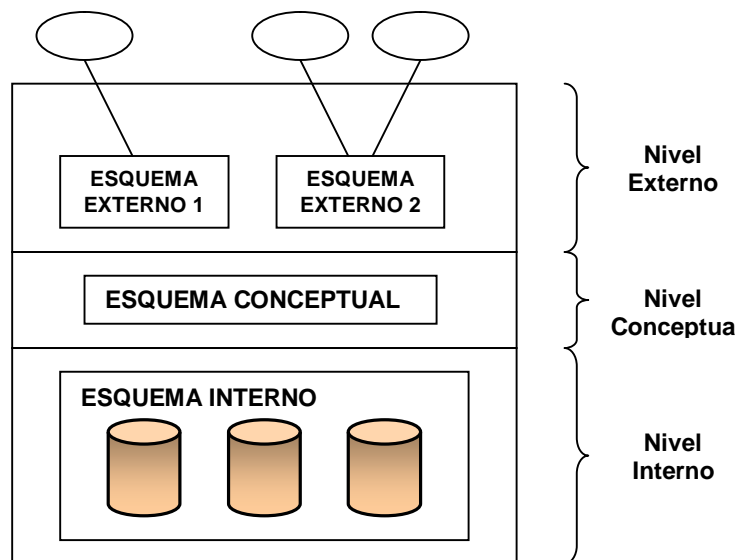 ESQUEMA
EXTERNO 1
ESQUEMA
EXTERNO 2
Nivel
Externo
ESQUEMA CONCEPTUAL
Nivel
Conceptua
ESQUEMA INTERNO
Nivel
Interno